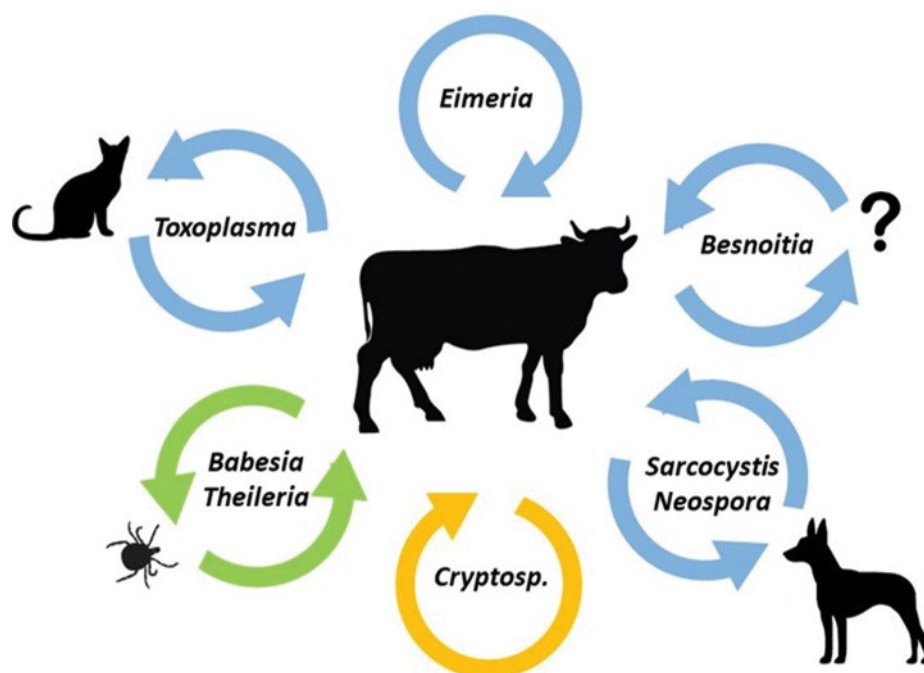 Eimeria
Toxoplasma
Besnoitia
?
Babesia
Theileria
Sarcocystis
Neospora
Cryptosp.